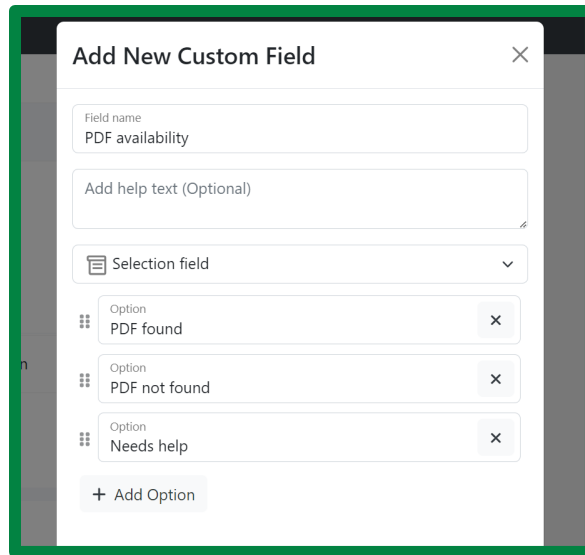 Add New Custom Field
Field name
PDF availability
Add help text (Optional)
Selection field
Option
PDF found
n
Option
PDF not found
Option
Needs help
+ Add Option